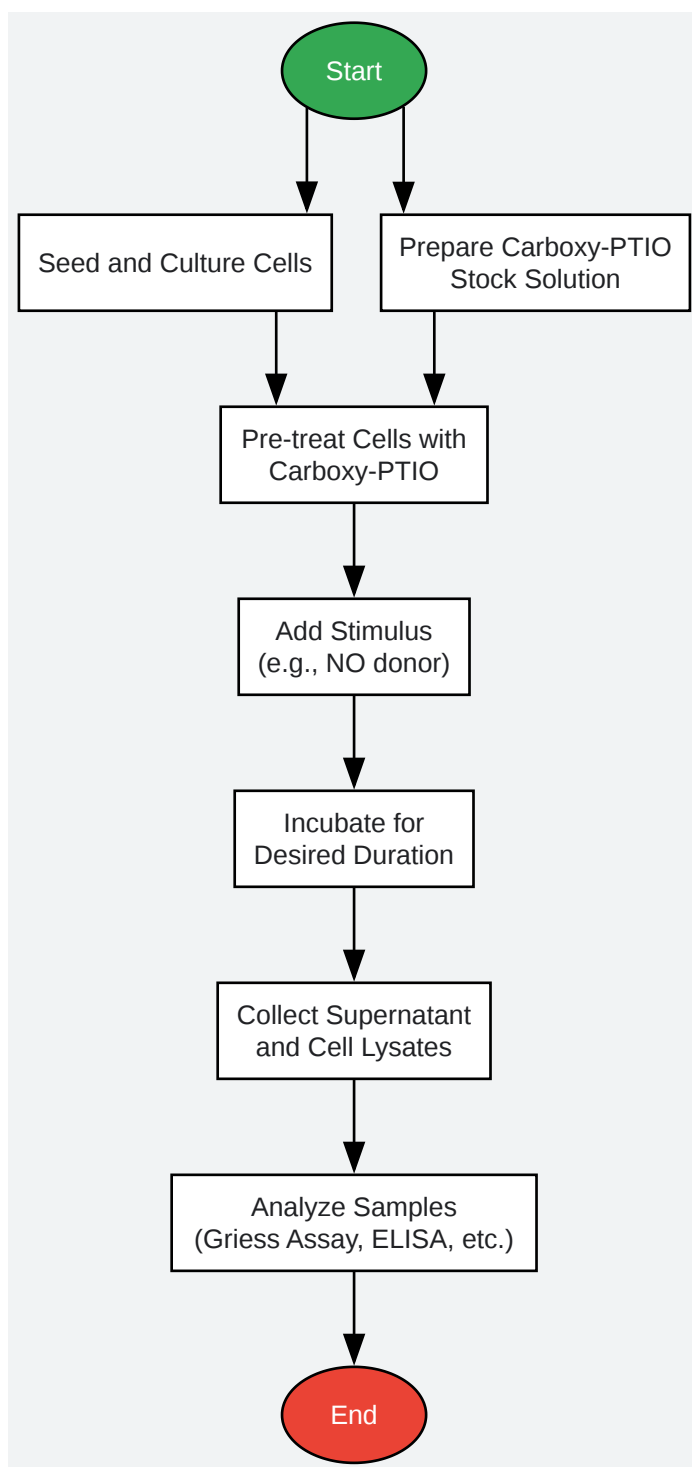 Start
Seed and Culture Cells
Prepare Carboxy-PTIO
Stock Solution
Pre-treat Cells with
Carboxy-PTIO
Add Stimulus
(e.g., NO donor)
Incubate for
Desired Duration
Collect Supernatant
and Cell Lysates
Analyze Samples
(Griess Assay, ELISA, etc.)
End